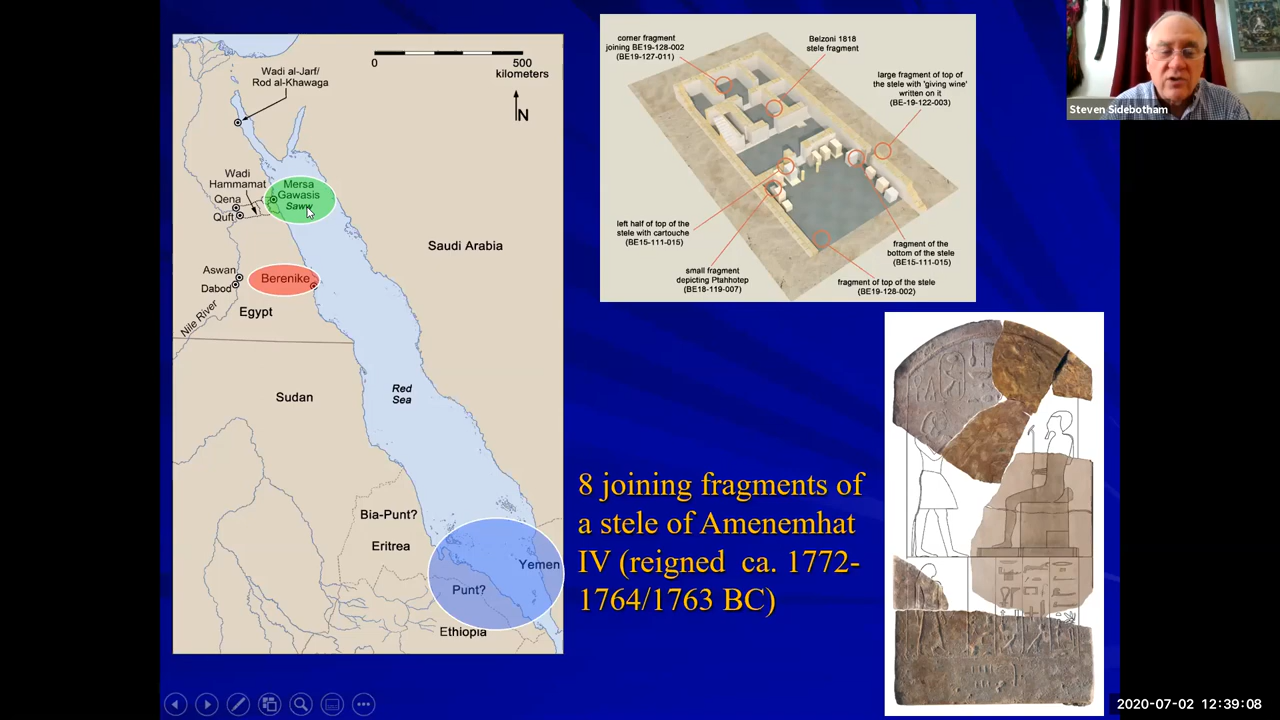 0
500
kilometers
N
Wadi al-Jarf/
Rod al-Khawaga
Wadi
Hammamat
Qena
Quft
Mersa
Gawasis
Saww
Saudi Arabia
Aswan
Dabod
Berenike
Nile River
Egypt
Sudan
Red
Sea
Bia-Punt?
Eritrea
Yemen
Punt?
Ethiopia
corner fragment
joining BE19-128-002
(BE19-127-011)
Belzoni 1818
stele fragment
large fragment of top of
the stele with 'giving wine'
written on it
(BE-19-122-003)
left half of top of the
stele with cartouche
(BE15-111-015)
small fragment
depicting Ptahhotep
(BE18-119-007)
fragment of the
bottom of the stele
(BE15-111-015)
fragment of top of the stele
(BE19-128-002)
8 joining fragments of
a stele of Amenemhat
IV (reigned ca. 1772-
1764/1763 BC)
Steven Sidebotham
2020-07-02 12:39:08